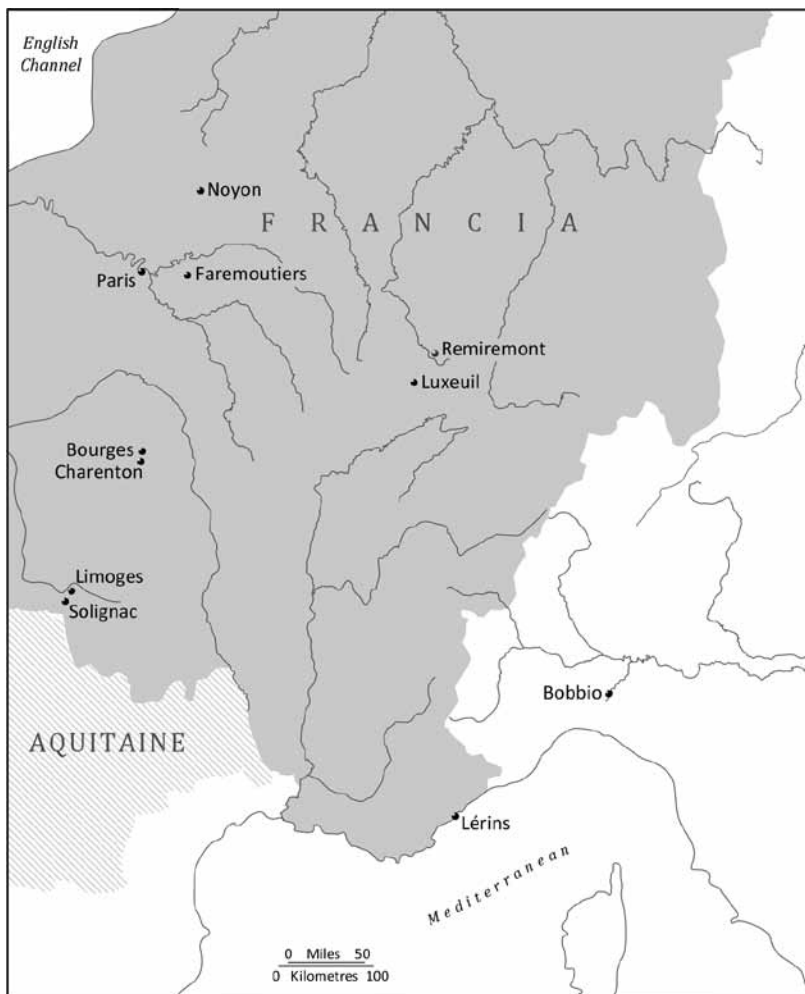 English
Channel
Noyon
FRANCIA
Paris
Faremoutiers
Remiremont
Luxeuil
Bourges
Charenton
Limoges
Solignac
Bobbio
AQUITAINE
Lérins
Mediterranean
0 Miles 50
0 Kilometres 100